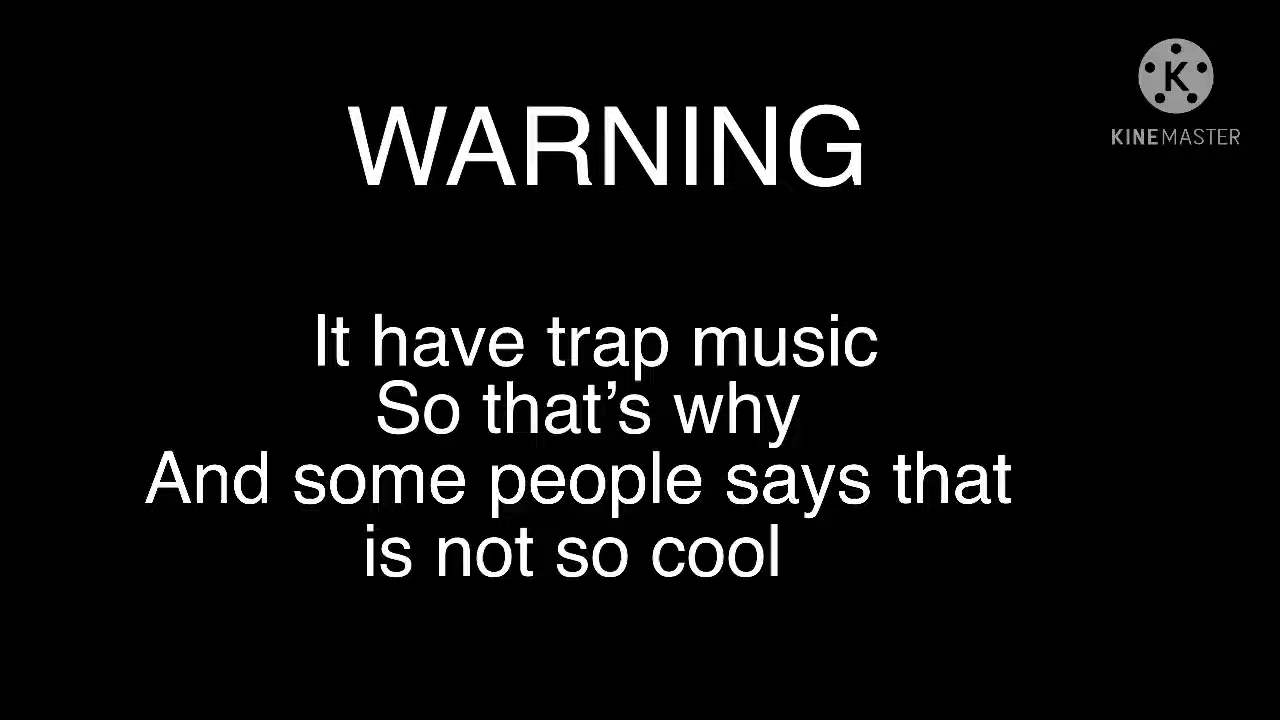 K
KINEMASTER
WARNING
It have trap music
So that’s why
And some people says that
is not so cool